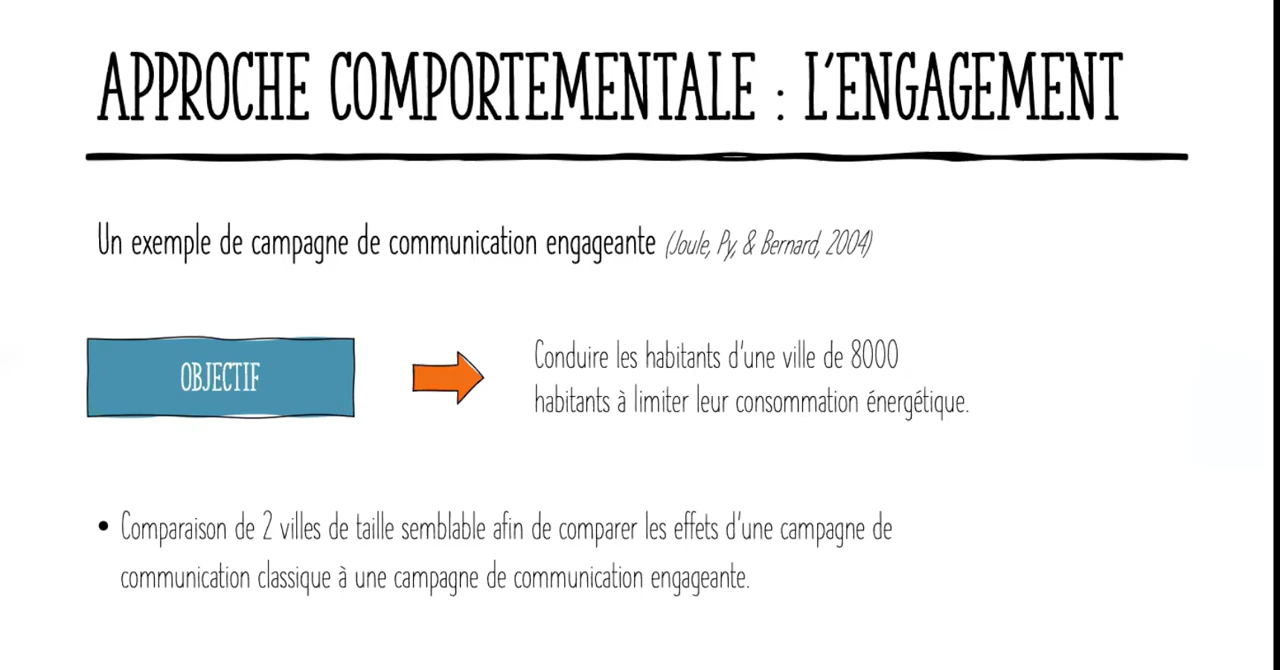 APPROCHE COMPORTEMENTALE : L'ENGAGEMENT
Un exemple de campagne de communication engageante (Joule, Py, & Bernard, 2004)
OBJECTIF
Conduire les habitants d'une ville de 8000
habitants à limiter leur consommation énergétique.
• Comparaison de 2 villes de taille semblable afin de comparer les effets d'une campagne de
communication classique à une campagne de communication engageante.